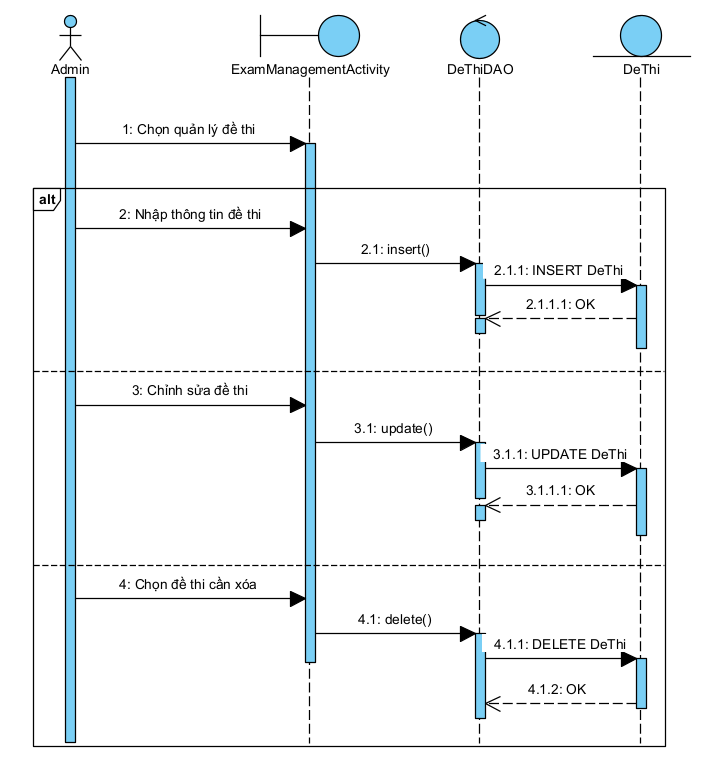 Admin
ExamManagementActivity
DeThiDAO
DeThi
1: Chọn quản lý đề thi
alt
2: Nhập thông tin đề thi
2.1: insert()
2.1.1: INSERT DeThi
2.1.1.1: OK
3: Chỉnh sửa đề thi
3.1: update()
3.1.1: UPDATE DeThi
3.1.1.1: OK
4: Chọn đề thi cần xóa
4.1: delete()
4.1.1: DELETE DeThi
4.1.2: OK